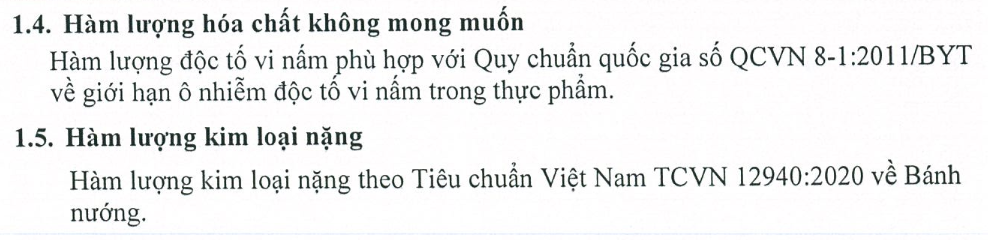 1.4. Hàm lượng hóa chất không mong muốn
Hàm lượng độc tố vi nấm phù hợp với Quy chuẩn quốc gia số QCVN 8-1:2011/BYT
về giới hạn ô nhiễm độc tố vi nấm trong thực phẩm.
1.5. Hàm lượng kim loại nặng
Hàm lượng kim loại nặng theo Tiêu chuẩn Việt Nam TCVN 12940:2020 về Bánh
nướng.